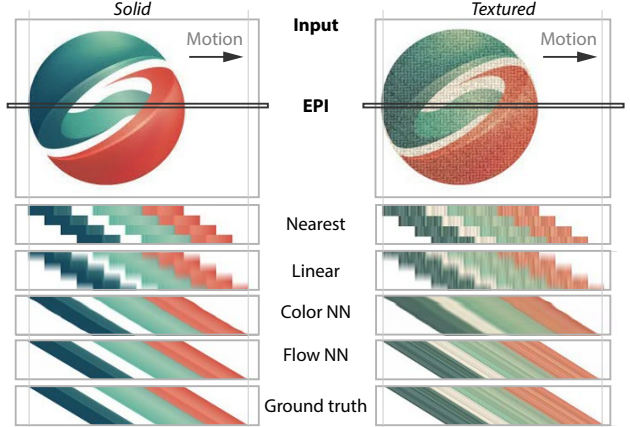 Solid
Input
Textured
Motion
Motion
EPI
Nearest
Linear
Color NN
Flow NN
Ground truth